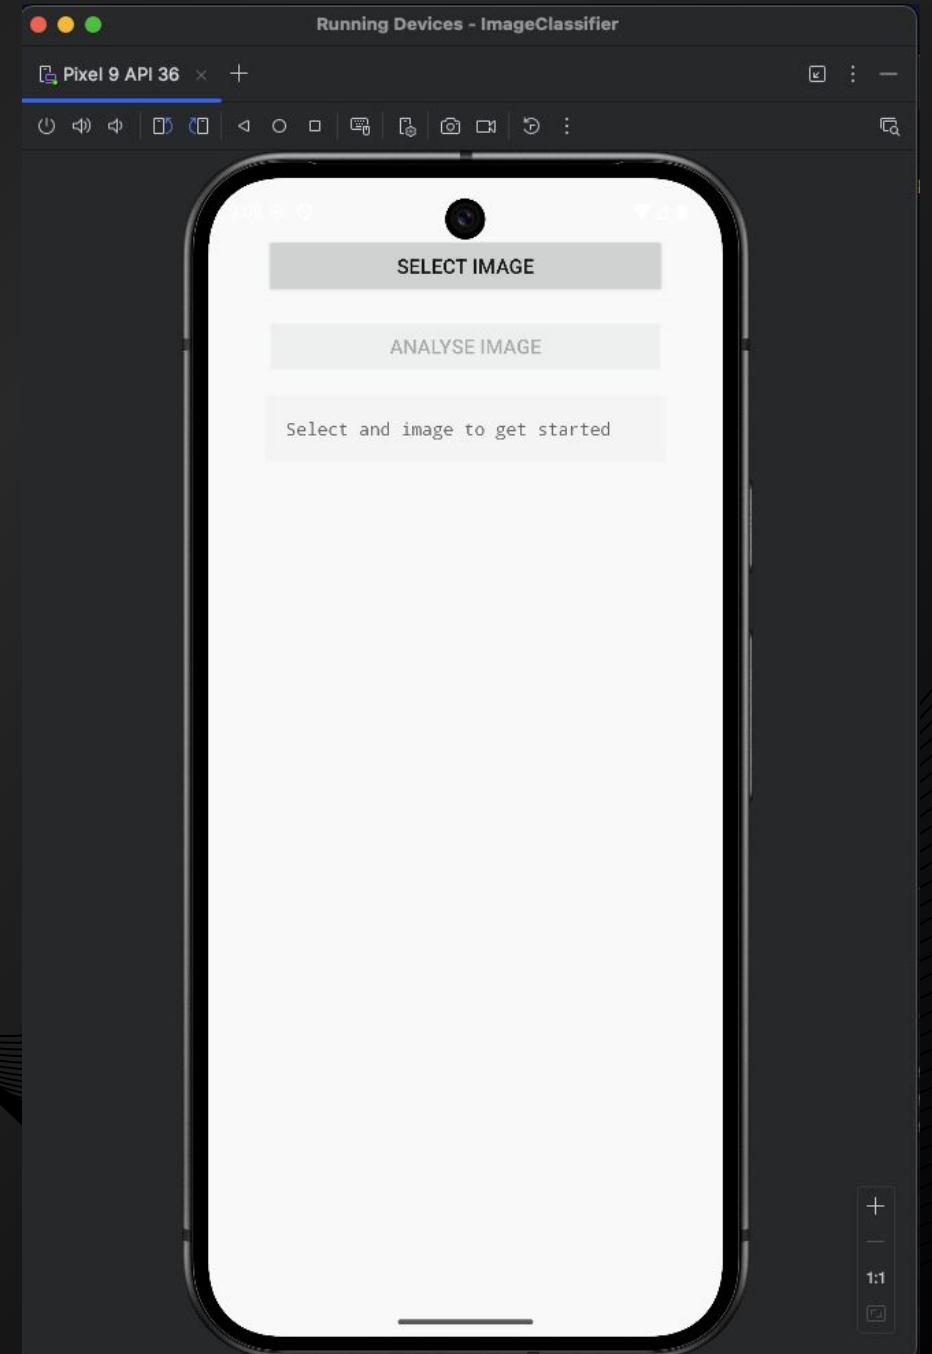 Running Devices - ImageClassifier
Pixel 9 API 36
SELECT IMAGE
ANALYSE IMAGE
Select and image to get started
1:1